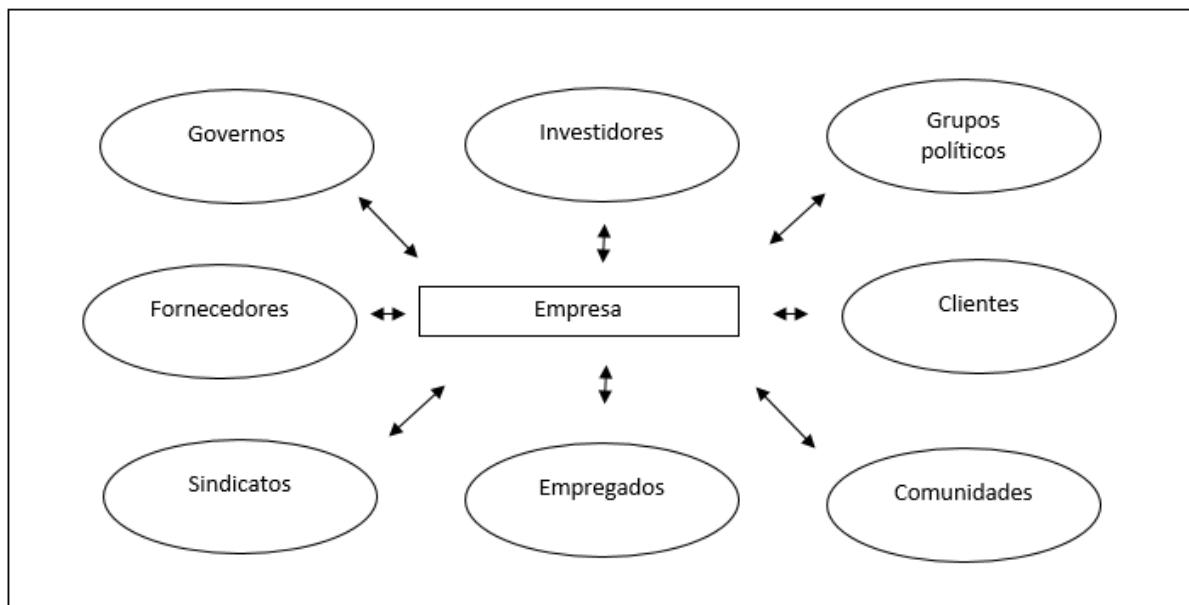 Governos
Investidores
Grupos
políticos
Fornecedores
Empresa
Clientes
Sindicatos
Empregados
Comunidades